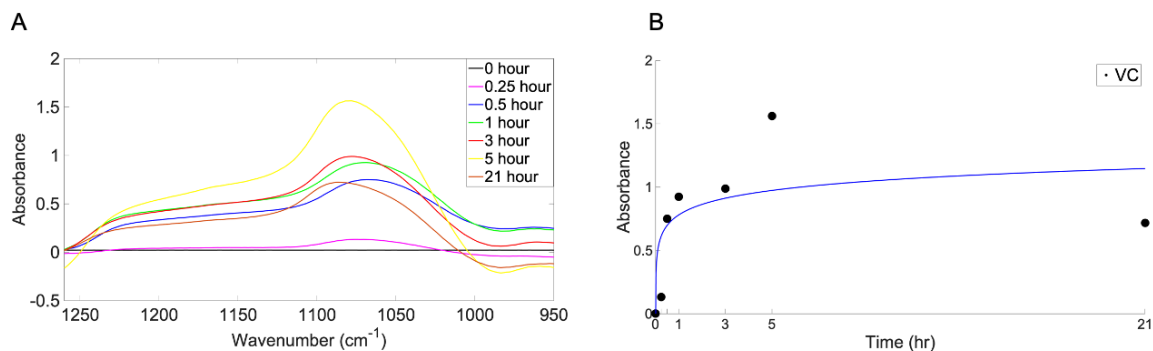 A
B
Absorbance
2
1.5
1
0.5
0
-0.5
1250
1200
1150
1100
1050
1000
950
Wavenumber (cm⁻¹)
0 hour
0.25 hour
0.5 hour
1 hour
3 hour
5 hour
21 hour
Absorbance
2
1.5
1
0.5
0
0
1
3
5
21
Time (hr)
VC